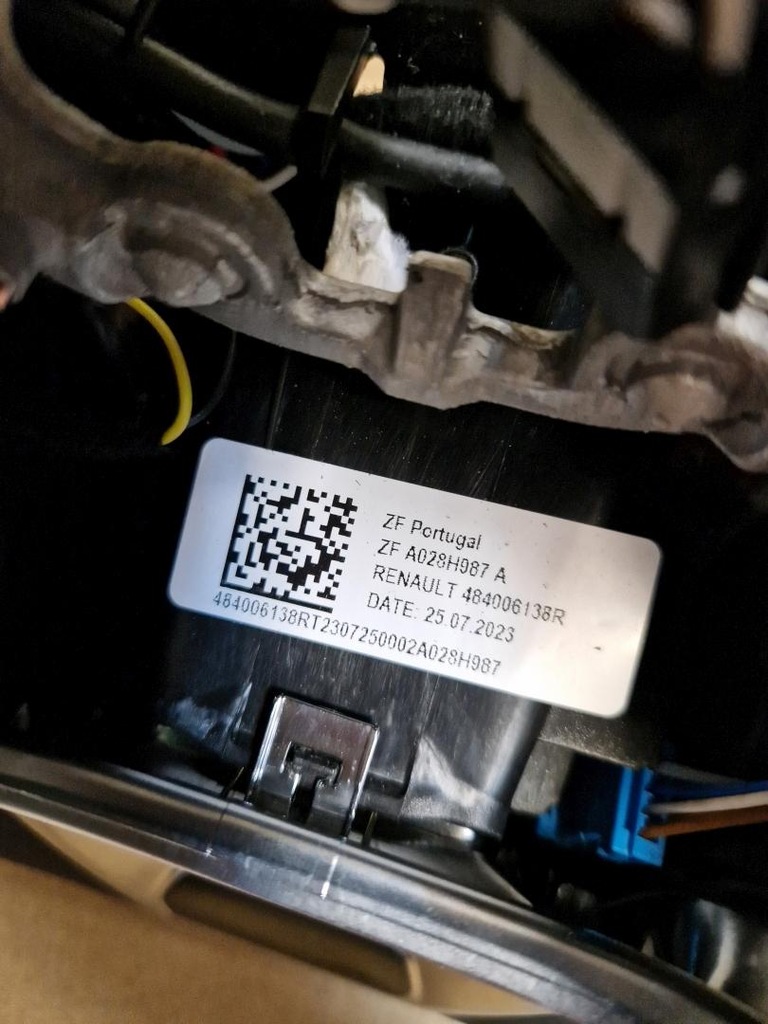 ZF Portugal
ZF A028H987 A
RENAULT 484006138R
DATE: 25.07.2023
484006138RT2307250002A028H987